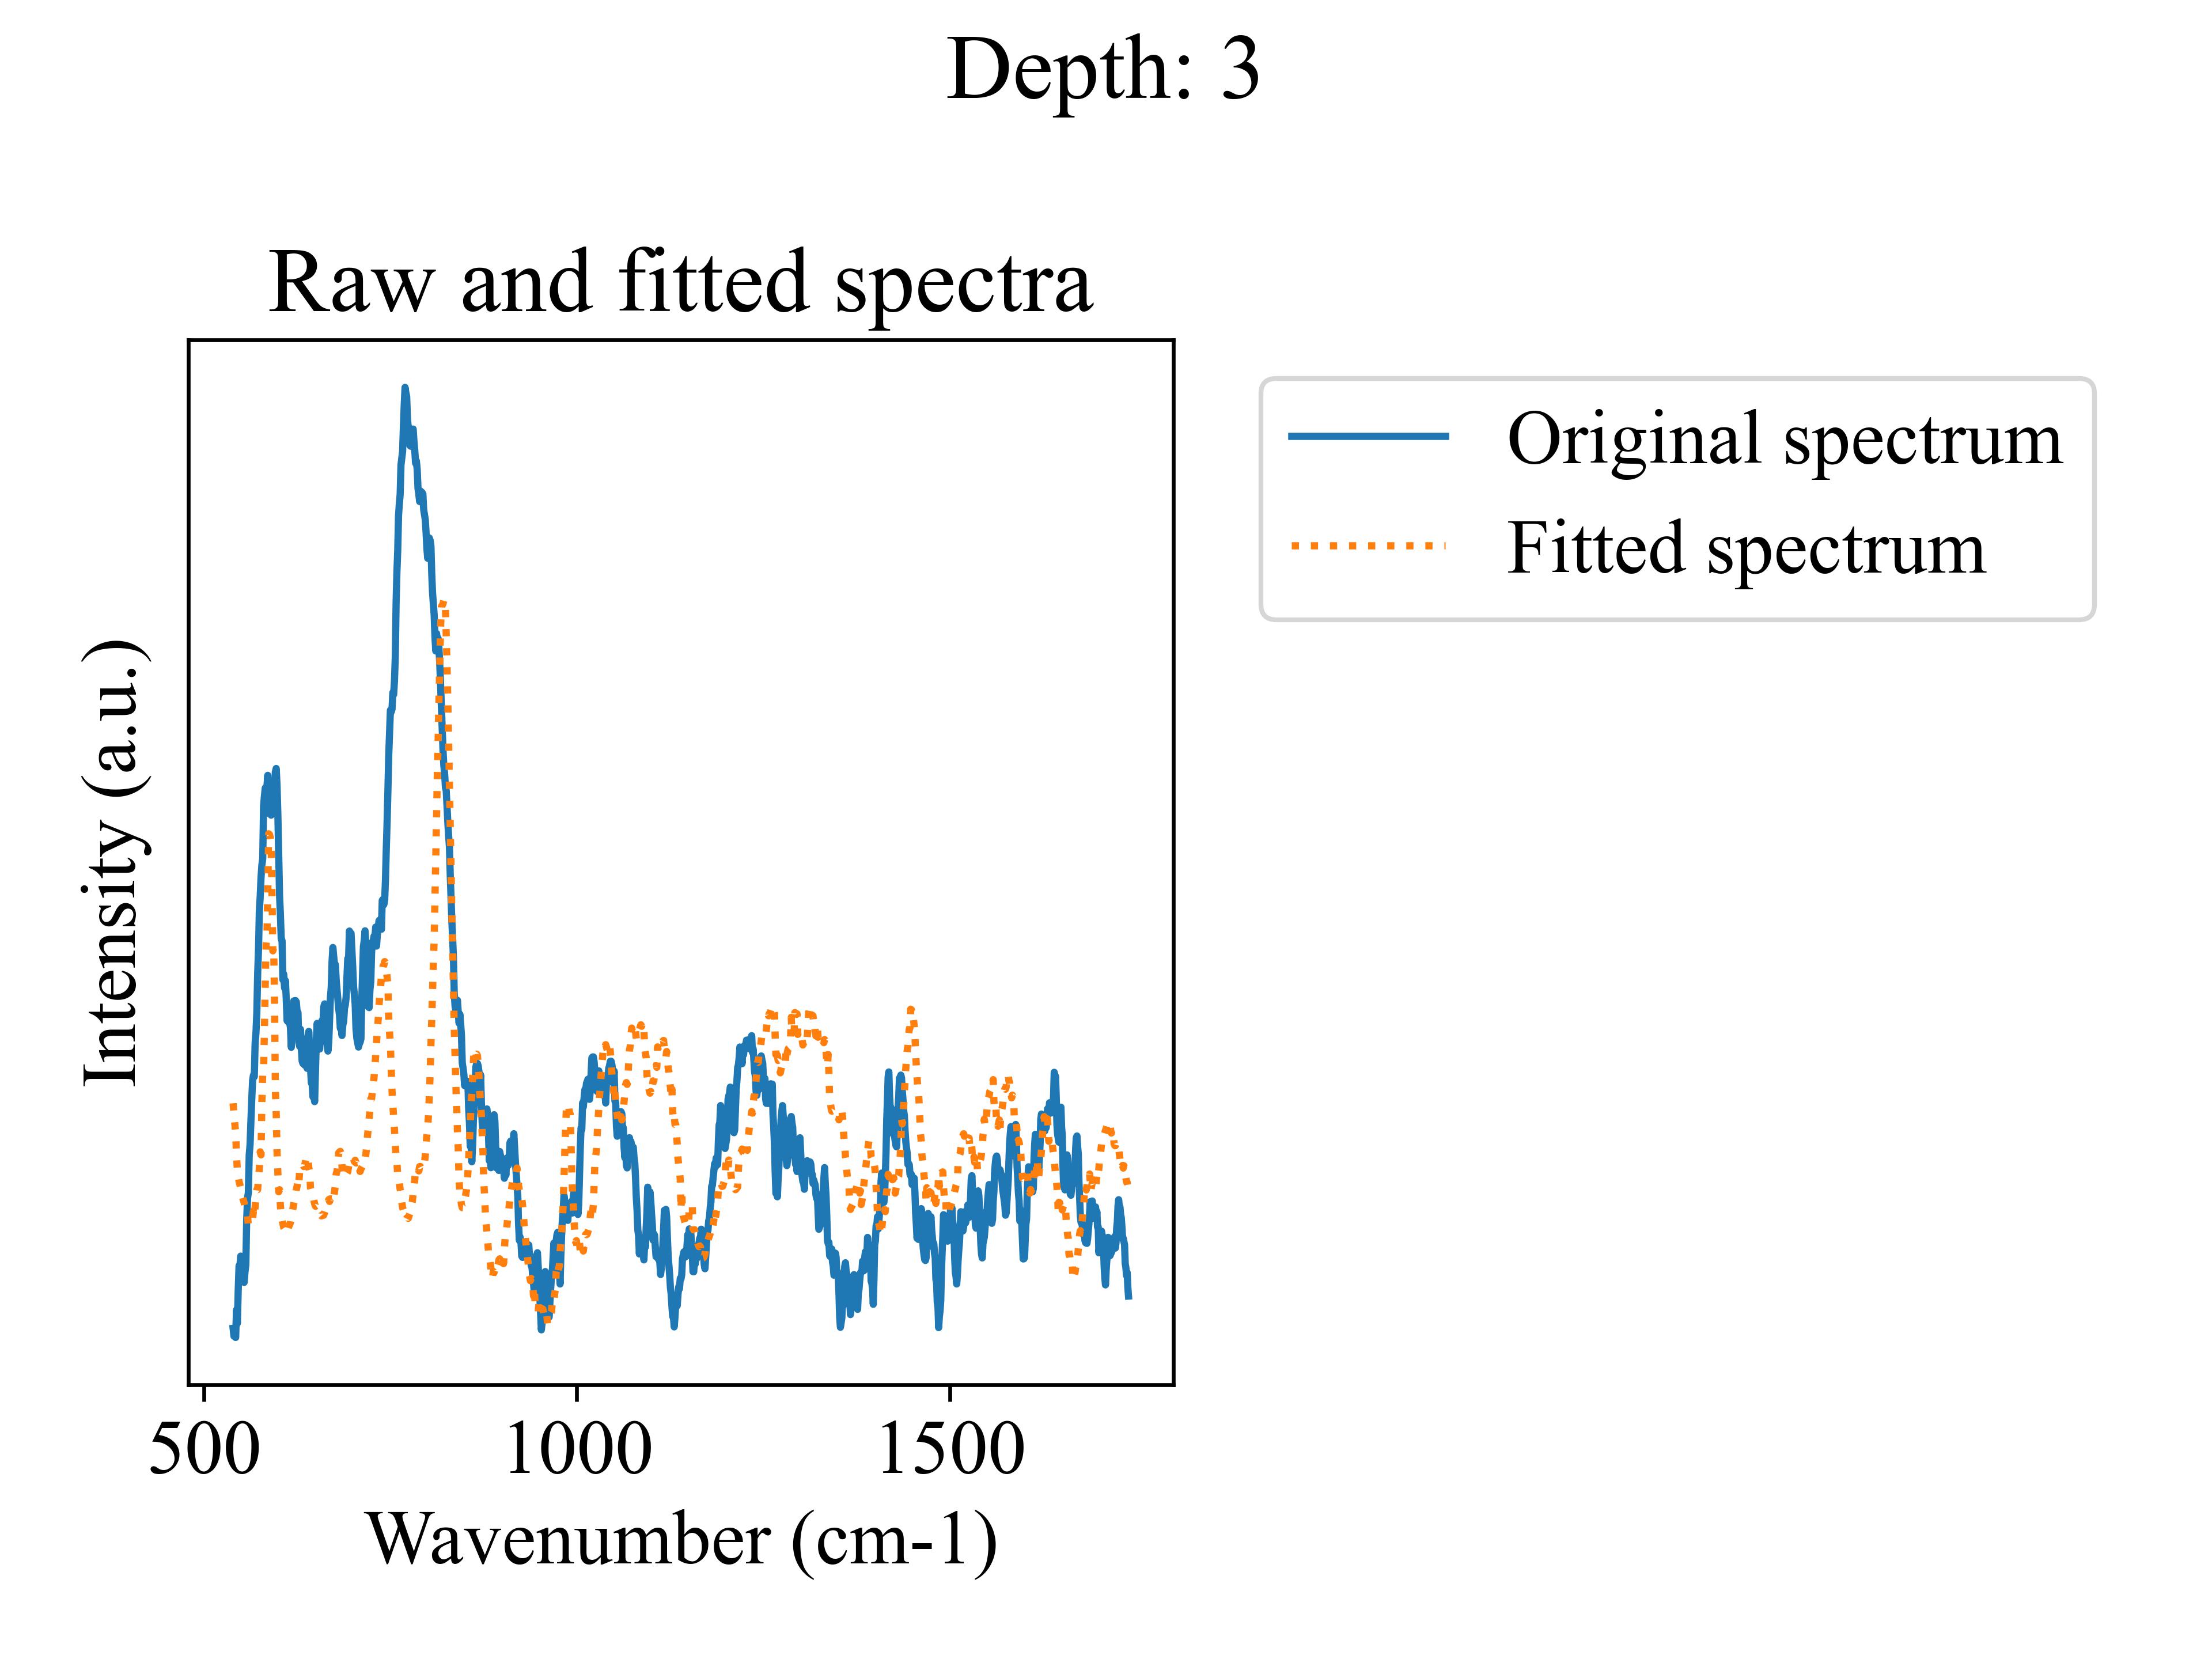 Depth: 3
Raw and fitted spectra
Original spectrum
Fitted spectrum
Intensity (a.u.)
500 1000 1500
Wavenumber (cm-1)